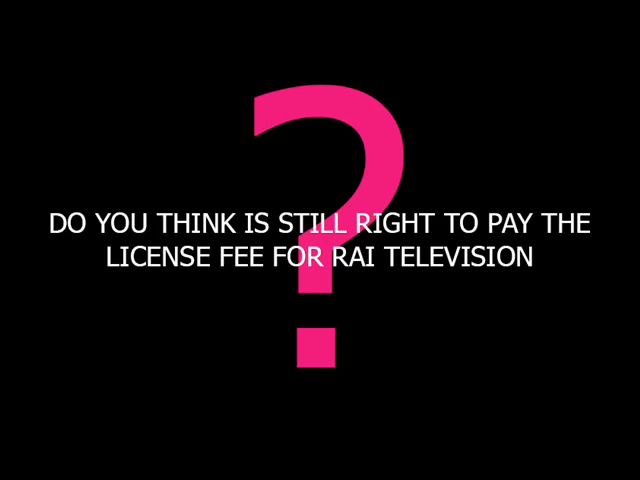 ?
DO YOU THINK IS STILL RIGHT TO PAY THE
LICENSE FEE FOR RAI TELEVISION